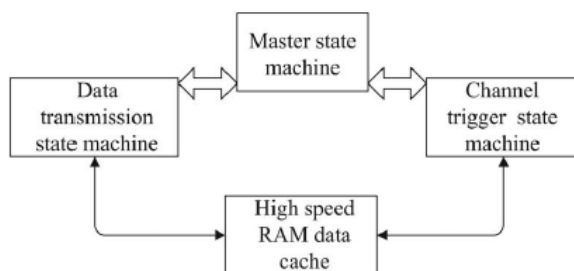 Master state
machine
Data
transmission
state machine
Channel
trigger state
machine
High speed
RAM data
cache